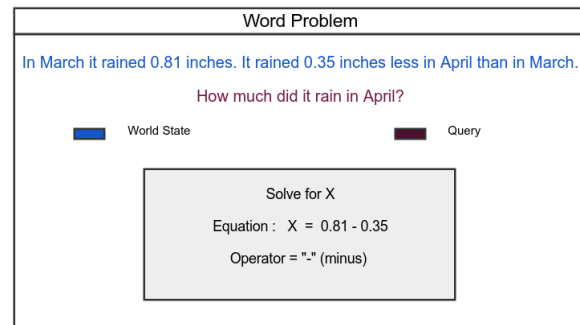 Word Problem
In March it rained 0.81 inches. It rained 0.35 inches less in April than in March.
How much did it rain in April?
World State
Query
Solve for X
Equation : X = 0.81 - 0.35
Operator = "-" (minus)